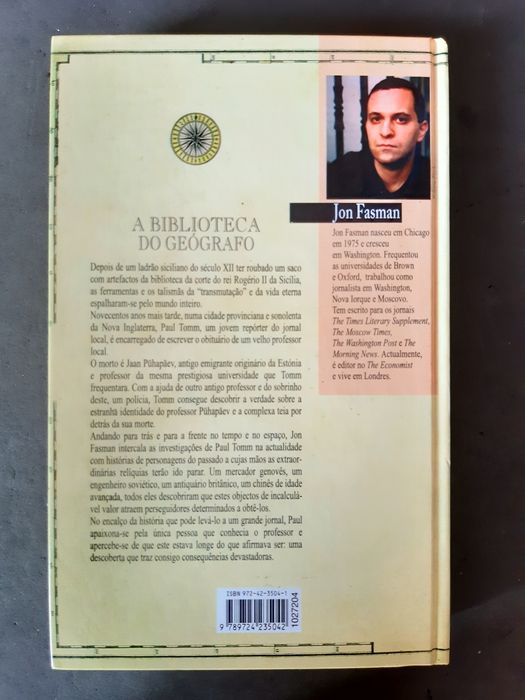 A BIBLIOTECA
DO GEÓGRAFO
Depois de um ladrão siciliano do século XII ter roubado um saco
com artefactos da biblioteca da corte do rei Rogério II da Sicília,
as ferramentas e os talismãs da "transmutação" e da vida eterna
espalharam-se pelo mundo inteiro.
Novecentos anos mais tarde, numa cidade provinciana e sonolenta
da Nova Inglaterra, Paul Tomm, um jovem repórter do jornal
local, é encarregado de escrever o obituário de um velho professor
local.
O morto é Jaan Pühapäev, antigo emigrante originário da Estónia
e professor da mesma prestigiosa universidade que Tomm
frequentara. Com a ajuda de outro antigo professor e do sobrinho
deste, um polícia, Tomm consegue descobrir a verdade sobre a
estranha identidade do professor Pühapäev e a complexa teia por
detrás da sua morte.
Andando para trás e para a frente no tempo e no espaço, Jon
Fasman intercala as investigações de Paul Tomm na actualidade
com histórias de personagens do passado a cujas mãos as extraor-
dinárias relíquias terão ido parar. Um mercador genovês, um
engenheiro soviético, um antiquário britânico, um chinês de idade
avançada, todos eles descobriram que estes objectos de incalculá-
vel valor atraem perseguidores determinados a obtê-los.
No encalço da história que pode levá-lo a um grande jornal, Paul
apaixona-se pela única pessoa que conhecia o professor e
apercebe-se de que este estava longe do que afirmava ser: uma
descoberta que traz consigo consequências devastadoras.
Jon Fasman
Jon Fasman nasceu em Chicago
em 1975 e cresceu
em Washington. Frequentou
as universidades de Brown
e Oxford, trabalhou como
jornalista em Washington,
Nova Iorque e Moscovo.
Tem escrito para os jornais
The Times Literary Supplement,
The Moscow Times,
The Washington Post e The
Morning News. Actualmente,
é editor no The Economist
e vive em Londres.
ISBN 972-42-3504-1
9 789724 235042
1027204